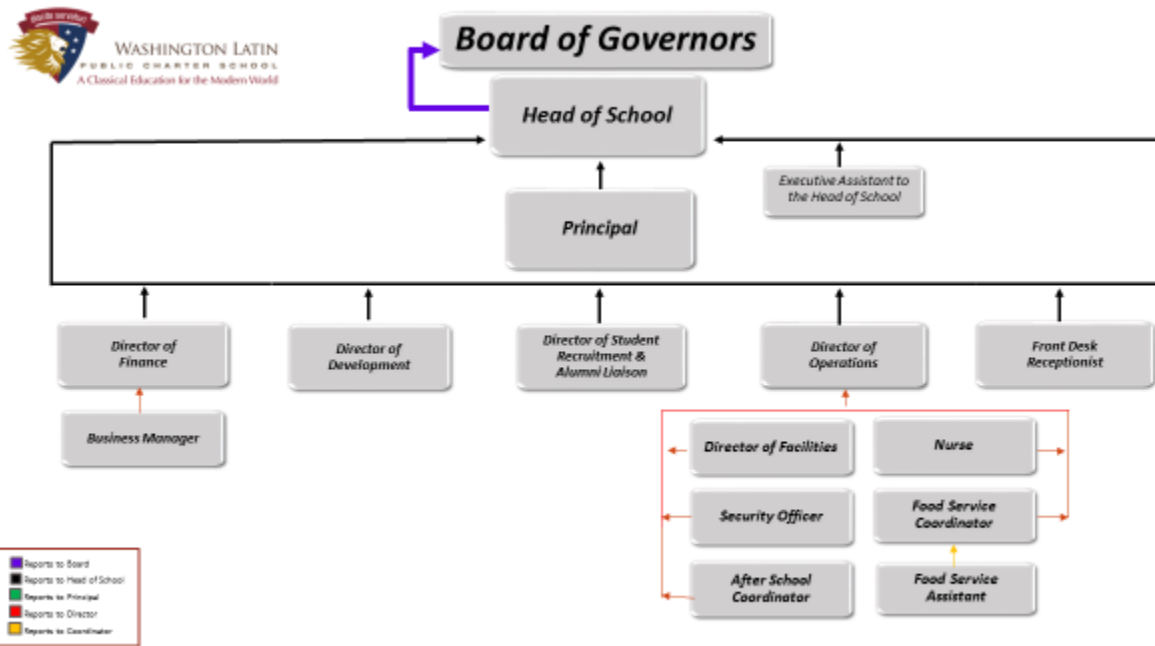 WASHINGTON LATIN
PUBLIC CHARTER SCHOOL
A Classical Education for the Modern World
Board of Governors
Head of School
Executive Assistant to
the Head of School
Principal
Director of
Finance
Director of
Development
Director of Student
Recruitment &
Alumni Liaison
Director of
Operations
Front Desk
Receptionist
Business Manager
Director of Facilities
Nurse
Security Officer
Food Service
Coordinator
After School
Coordinator
Food Service
Assistant
Reports to Board
Reports to Head of School
Reports to Principal
Reports to Director
Reports to Coordinator